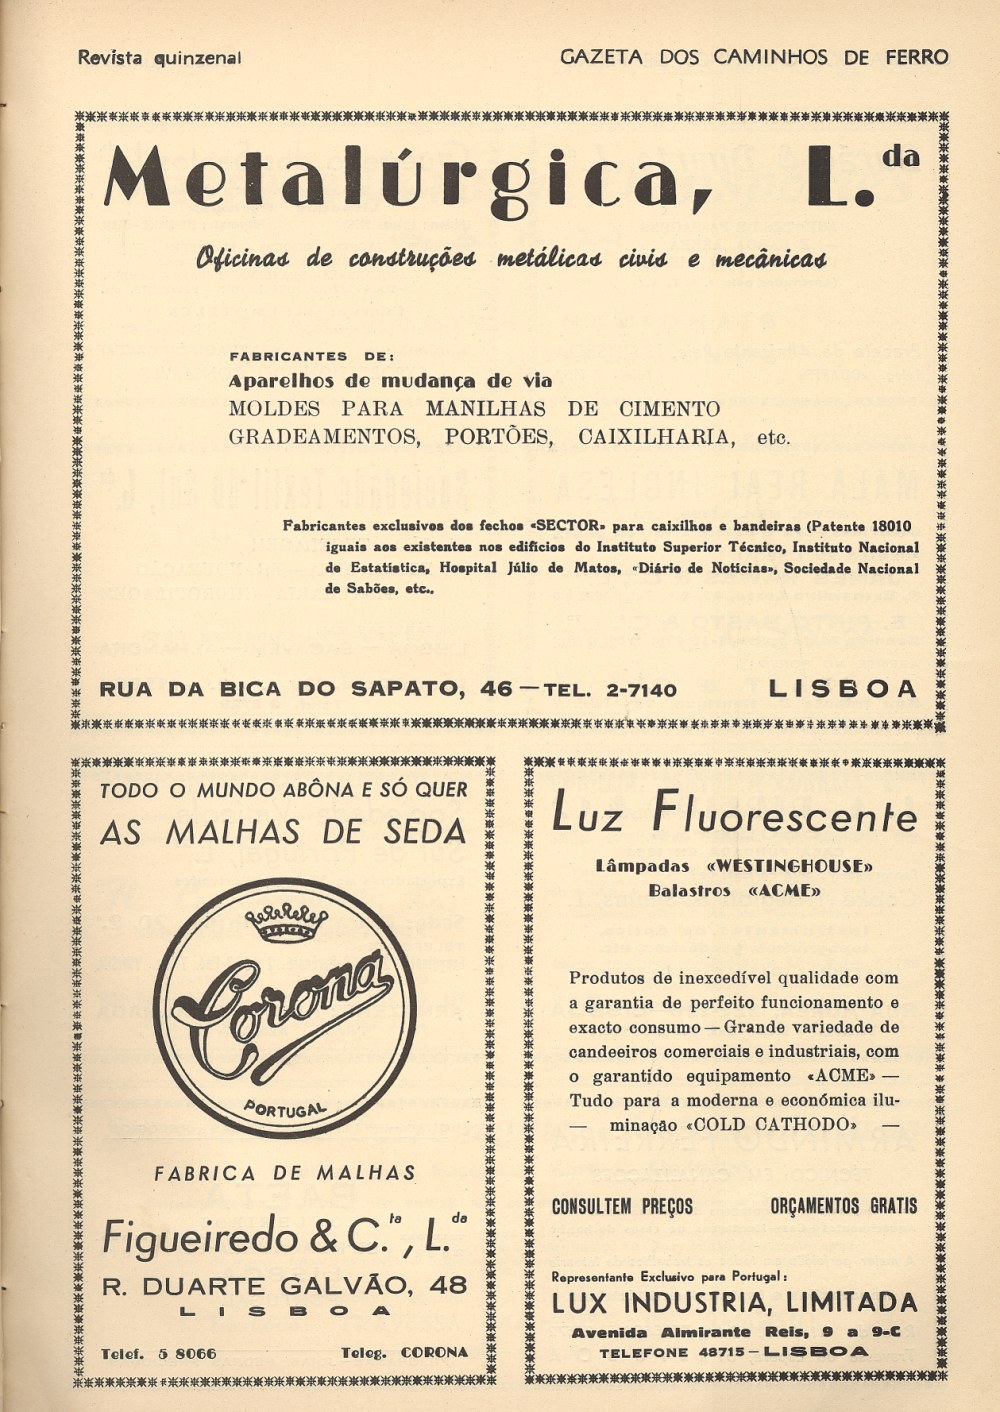 Revista quinzenal
GAZETA DOS CAMINHOS DE FERRO
Metalúrgica, L.da
Oficinas de construções metálicas civis e mecânicas
FABRICANTES DE:
Aparelhos de mudança de via
MOLDES PARA MANILHAS DE CIMENTO
GRADEAMENTOS, PORTÕES, CAIXILHARIA, etc.
Fabricantes exclusivos dos fechos «SECTOR» para caixilhos e bandeiras (Patente 18010
iguais aos existentes nos edifícios do Instituto Superior Técnico, Instituto Nacional
de Estatística, Hospital Júlio de Matos, «Diário de Notícias», Sociedade Nacional
de Sabões, etc..
RUA DA BICA DO SAPATO, 46 — TEL. 2-7140 LISBOA
TODO O MUNDO ABÔNA E SÓ QUER
AS MALHAS DE SEDA
Corona
PORTUGAL
FABRICA DE MALHAS
Figueiredo & C.ta, L.da
R. DUARTE GALVÃO, 48
LISBOA
Telef. 5 8066 Teleg. CORONA
Luz Fluorescente
Lâmpadas «WESTINGHOUSE»
Balastros «ACME»
Produtos de inexcedível qualidade com
a garantia de perfeito funcionamento e
exacto consumo — Grande variedade de
candeeiros comerciais e industriais, com
o garantido equipamento «ACME» —
Tudo para a moderna e económica ilu-
— minação «COLD CATHODO» —
CONSULTEM PREÇOS ORÇAMENTOS GRATIS
Representante Exclusivo para Portugal:
LUX INDUSTRIA, LIMITADA
Avenida Almirante Reis, 9 a 9-C
TELEFONE 48715 — LISBOA